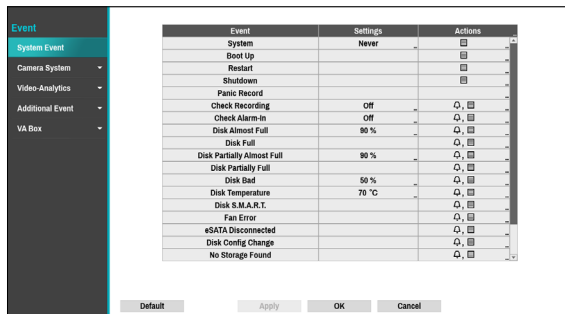 Event
System Event
Camera System
Video-Analytics
Additional Event
VA Box
Event Settings Actions
System Never
Boot Up
Restart
Shutdown
Panic Record
Check Recording Off
Check Alarm-In Off
Disk Almost Full 90 %
Disk Full
Disk Partially Almost Full 90 %
Disk Partially Full
Disk Bad 50 %
Disk Temperature 70 °C
Disk S.M.A.R.T.
Fan Error
eSATA Disconnected
Disk Config Change
No Storage Found
Default Apply OK Cancel